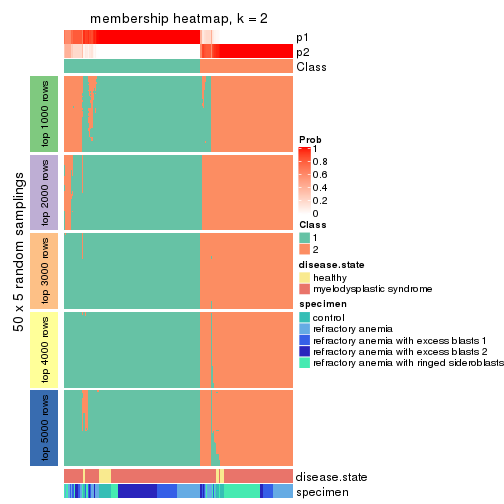 membership heatmap, k = 2
p1
p2
Class
50 x 5 random samplings
top 1000 rows
top 2000 rows
top 3000 rows
top 4000 rows
top 5000 rows
Prob
1
0.8
0.6
0.4
0.2
0
Class
1
2
disease.state
healthy
myelodysplastic syndrome
specimen
control
refractory anemia
refractory anemia with excess blasts 1
refractory anemia with excess blasts 2
refractory anemia with ringed sideroblasts
disease.state
specimen